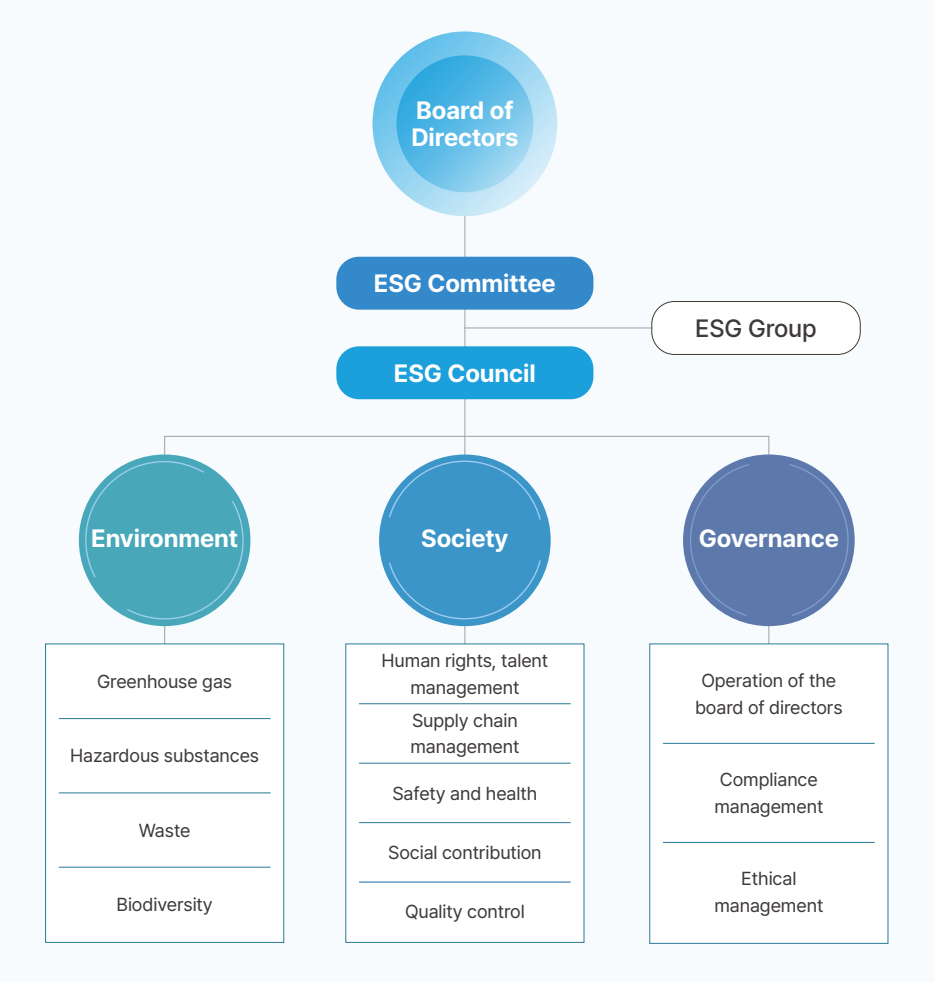 Board of
Directors
ESG Committee
ESG Group
ESG Council
Environment
Society
Governance
Greenhouse gas
Hazardous substances
Waste
Biodiversity
Human rights, talent
management
Supply chain
management
Safety and health
Social contribution
Quality control
Operation of the
board of directors
Compliance
management
Ethical
management